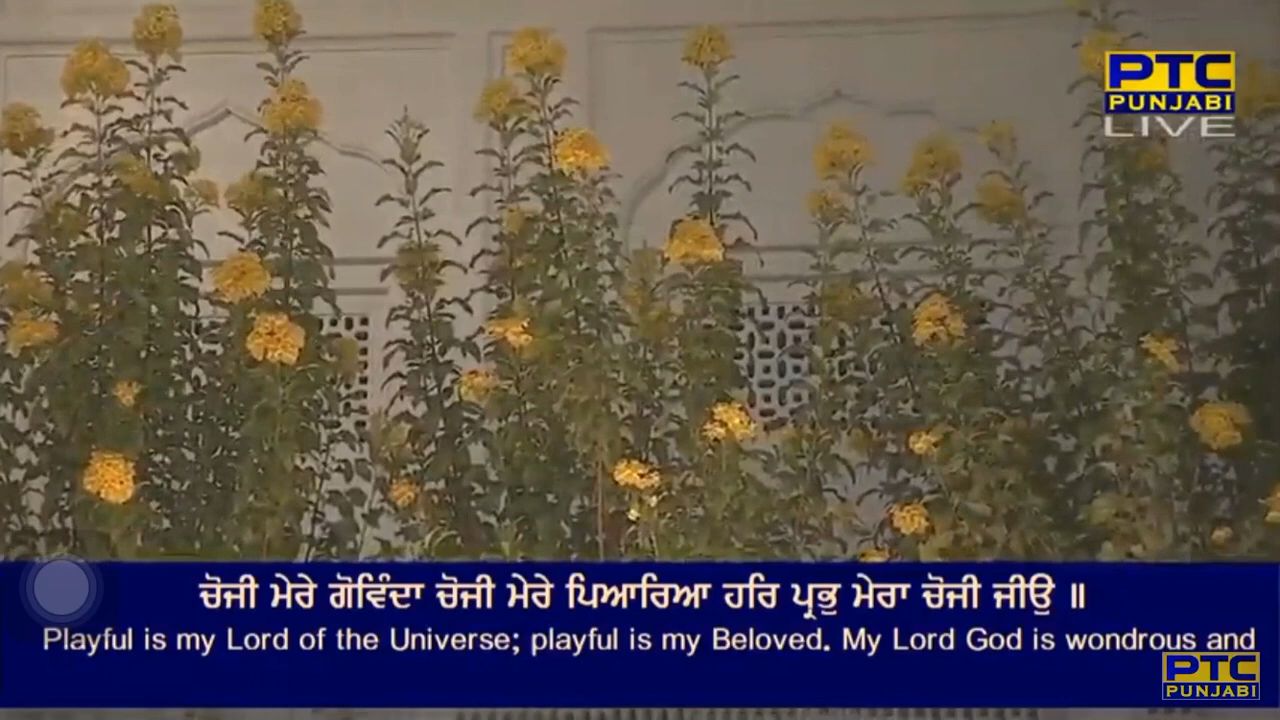 PTC
PUNJABI
LIVE
ਚੋਜੀ ਮੇਰੇ ਗੋਵਿੰਦਾ ਚੋਜੀ ਮੇਰੇ ਪਿਆਰਿਆ ਹਰਿ ਪ੍ਰਭੁ ਮੇਰਾ ਚੋਜੀ ਜੀਉ ॥
Playful is my Lord of the Universe; playful is my Beloved. My Lord God is wondrous and
PTC
PUNJABI